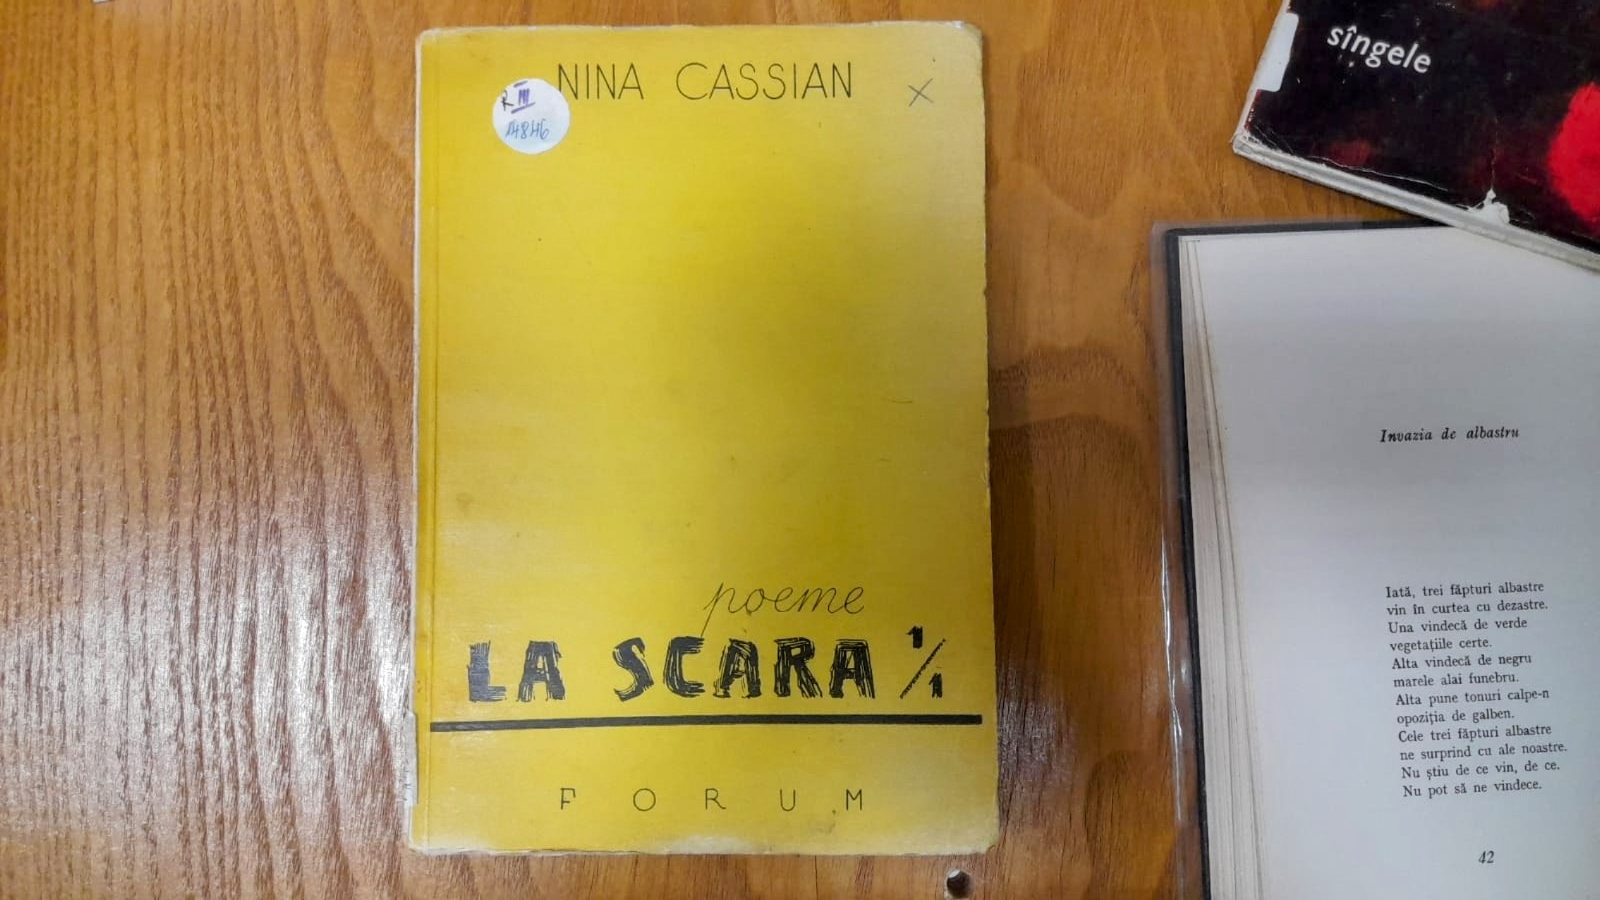 NINA CASSIAN
R III
14846
poeme
LA SCARA 1/1
FORUM
sîngele
Invazia de albastru
Iată, trei făpturi albastre
vin în curtea cu dezastre.
Una vindecă de verde
vegetațiile certe.
Alta vindecă de negru
marele alai funebru.
Alta pune tonuri calpe-n
opoziția de galben.
Cele trei făpturi albastre
ne surprind cu ale noastre.
Nu știu de ce vin, de ce.
Nu pot să ne vindece.
42